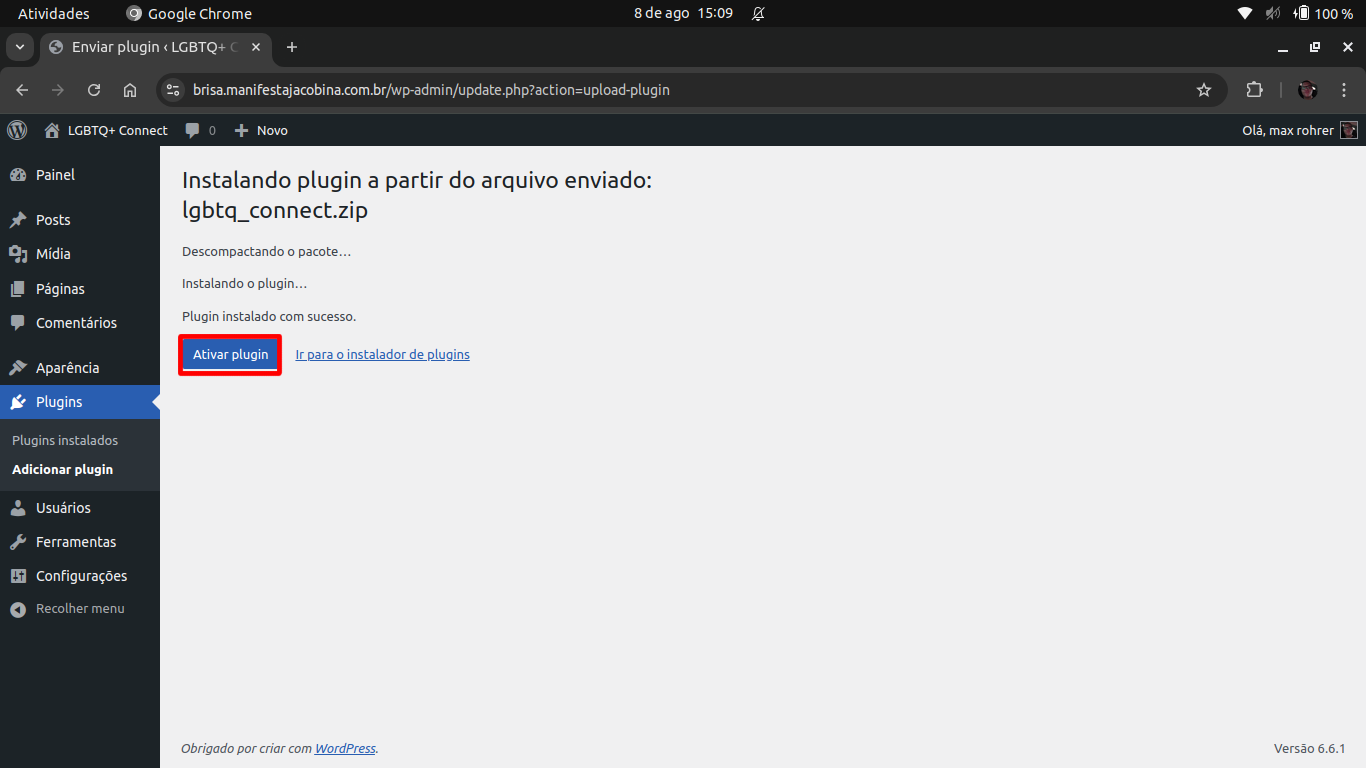 Atividades Google Chrome 8 de ago 15:09 100 %
Enviar plugin ‹ LGBTQ+ C
brisa.manifestajacobina.com.br/wp-admin/update.php?action=upload-plugin
LGBTQ+ Connect 0 Novo Olá, max rohrer
Painel
Posts
Mídia
Páginas
Comentários
Aparência
Plugins
Plugins instalados
Adicionar plugin
Usuários
Ferramentas
Configurações
Recolher menu
Instalando plugin a partir do arquivo enviado:
lgbtq_connect.zip
Descompactando o pacote…
Instalando o plugin…
Plugin instalado com sucesso.
Ativar plugin Ir para o instalador de plugins
Obrigado por criar com WordPress. Versão 6.6.1